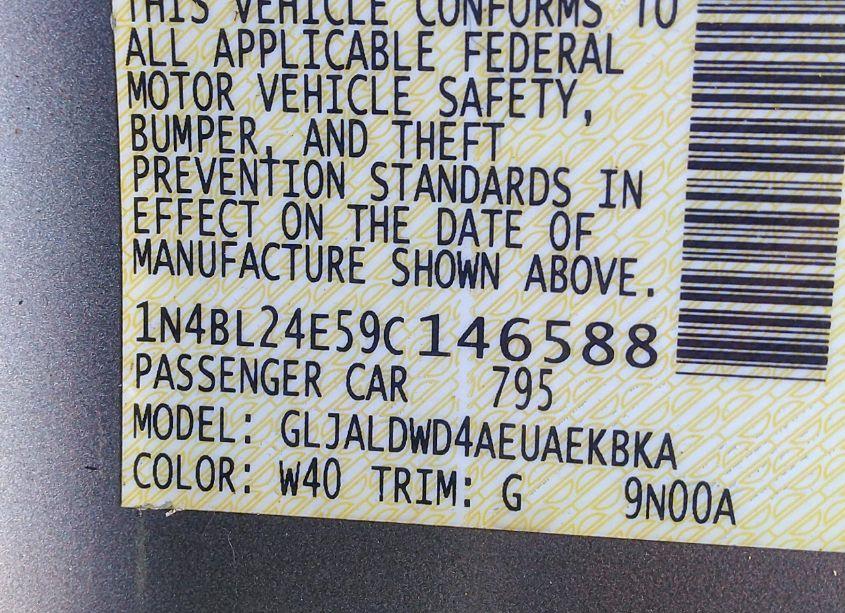 THIS VEHICLE CONFORMS TO
ALL APPLICABLE FEDERAL
MOTOR VEHICLE SAFETY,
BUMPER, AND THEFT
PREVENTION STANDARDS IN
EFFECT ON THE DATE OF
MANUFACTURE SHOWN ABOVE.
1N4BL24E59C146588
PASSENGER CAR 795
MODEL: GLJALDWD4AEUAEKBKA
COLOR: W40 TRIM: G 9N00A